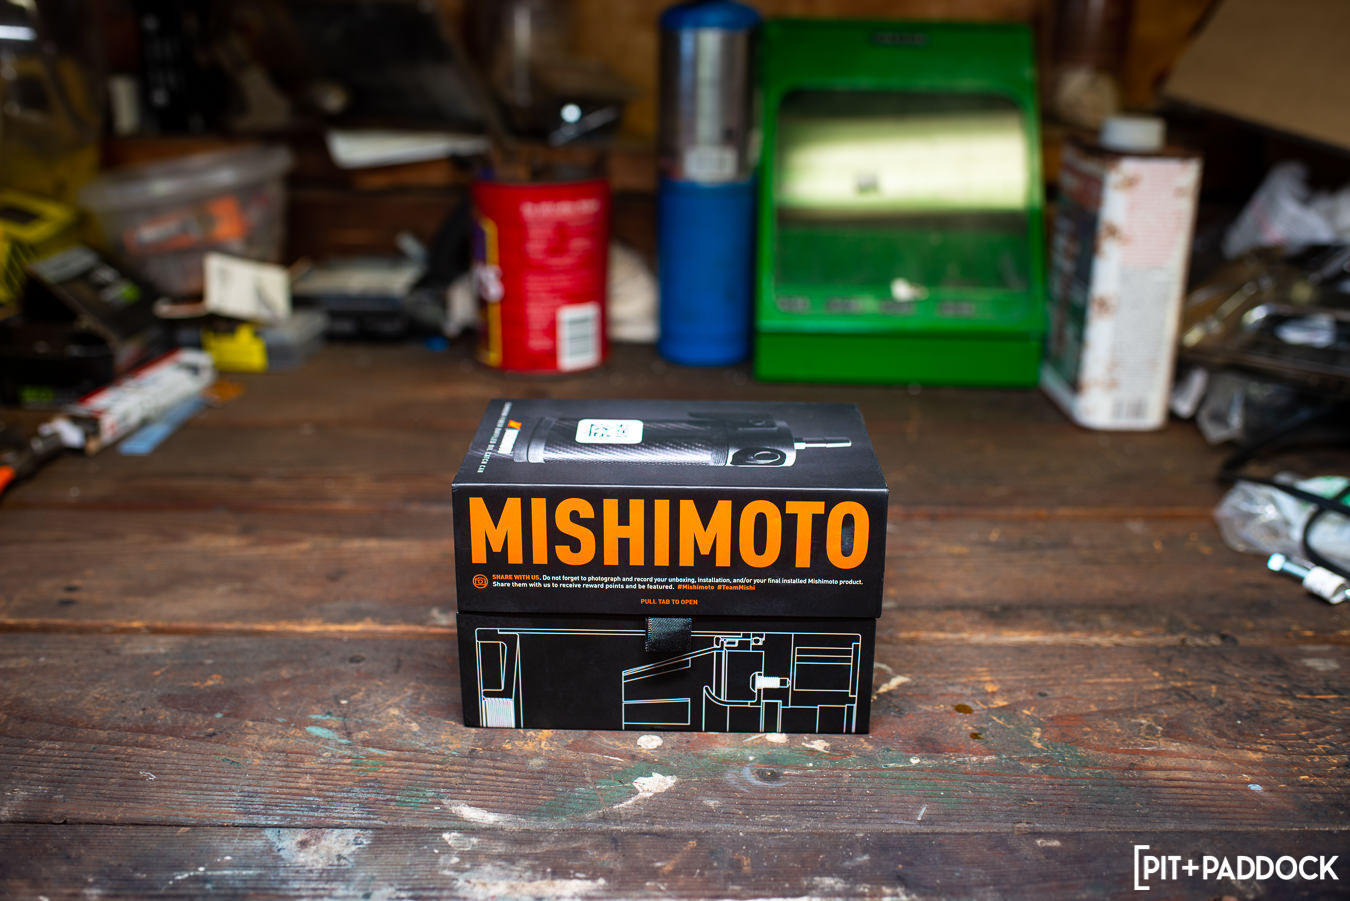 MISHIMOTO
SHARE WITH US. Do not forget to photograph and record your unboxing, installation, and/or your final installed Mishimoto product.
Share them with us to receive reward points and be featured. #Mishimoto #TeamMishi
PULL TAB TO OPEN
[PIT+PADDOCK